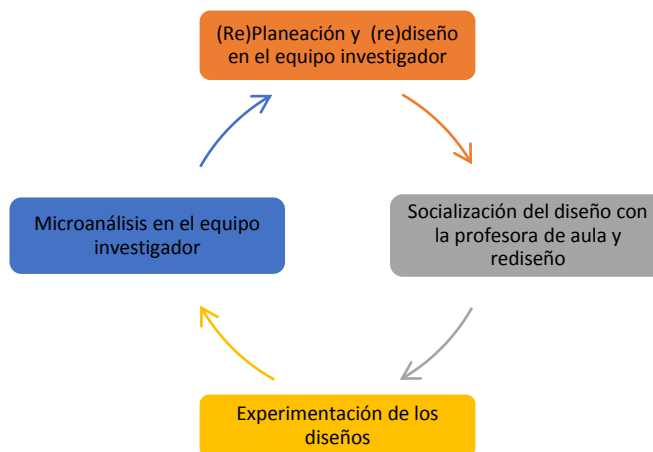 (Re)Planeación y (re)diseño
en el equipo investigador
Socialización del diseño con
la profesora de aula y
rediseño
Experimentación de los
diseños
Microanálisis en el equipo
investigador